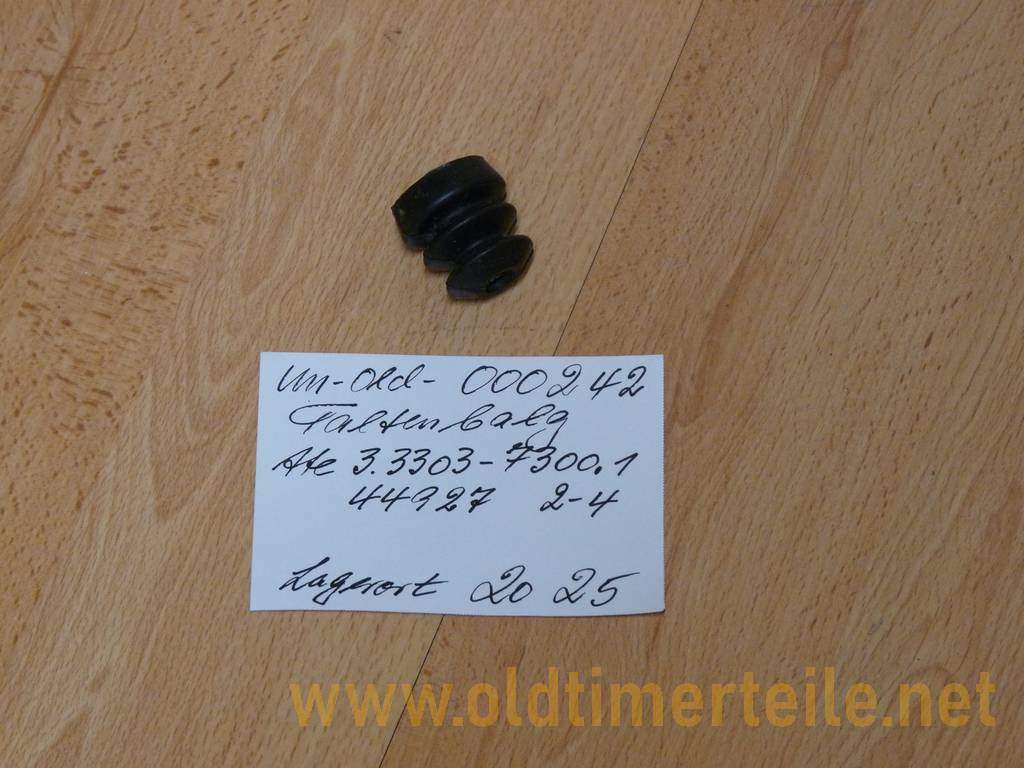 Un-Old- 000242
Faltenbalg
Ate 3.3303-7300.1
44927 2-4
Lagerort 20 25
www.oldtimerteile.net